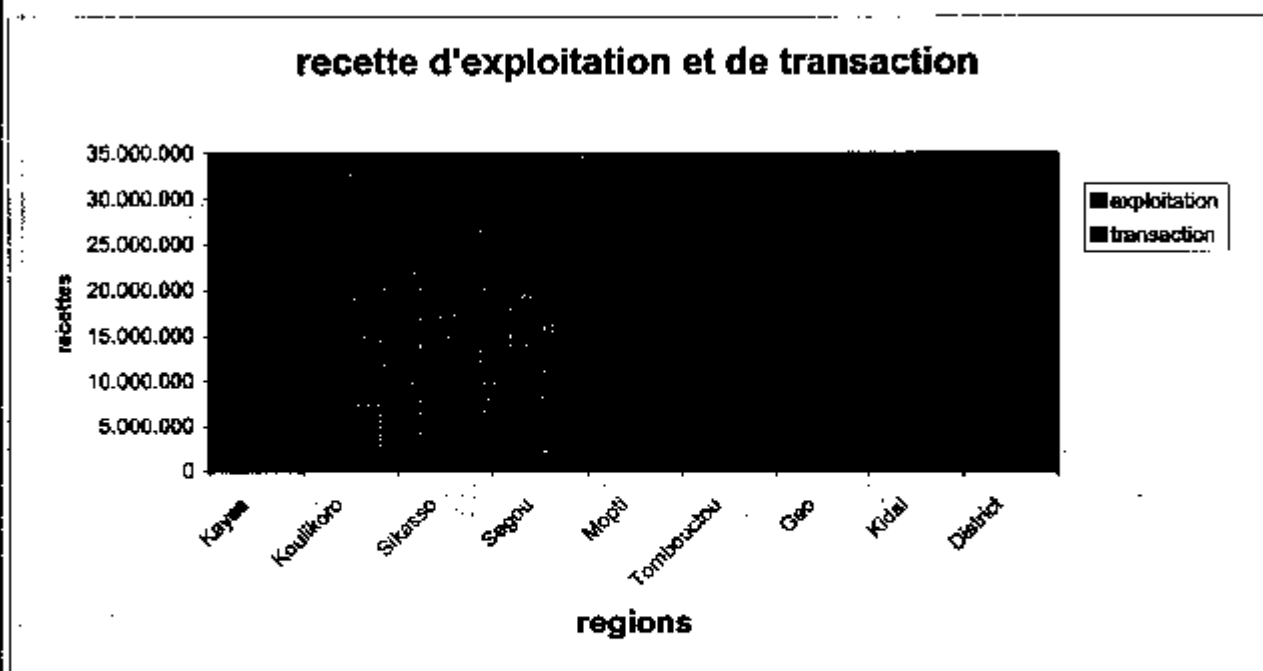 recette d'exploitation et de transaction
35.000.000
30.000.000
25.000.000
20.000.000
15.000.000
10.000.000
5.000.000
0
recettes
exploitation
transaction
Kayes
Koulikoro
Sikasso
Segou
Mopti
Tombouctou
Gao
Kidal
District
regions